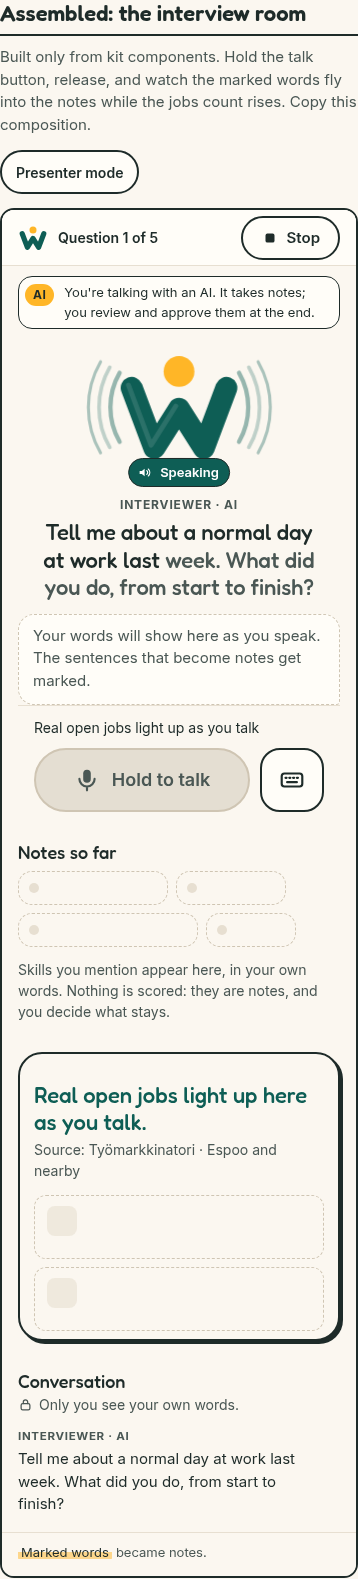 Assembled: the interview room
Built only from kit components. Hold the talk
button, release, and watch the marked words fly
into the notes while the jobs count rises. Copy this
composition.
Presenter mode
Question 1 of 5
Stop
AI
You're talking with an AI. It takes notes;
you review and approve them at the end.
Speaking
INTERVIEWER · AI
Tell me about a normal day
at work last week. What did
you do, from start to finish?
Your words will show here as you speak.
The sentences that become notes get
marked.
Real open jobs light up as you talk
Hold to talk
Notes so far
Skills you mention appear here, in your own
words. Nothing is scored: they are notes, and
you decide what stays.
Real open jobs light up here
as you talk.
Source: Työmarkkinatori · Espoo and
nearby
Conversation
Only you see your own words.
INTERVIEWER · AI
Tell me about a normal day at work last
week. What did you do, from start to
finish?
Marked words became notes.